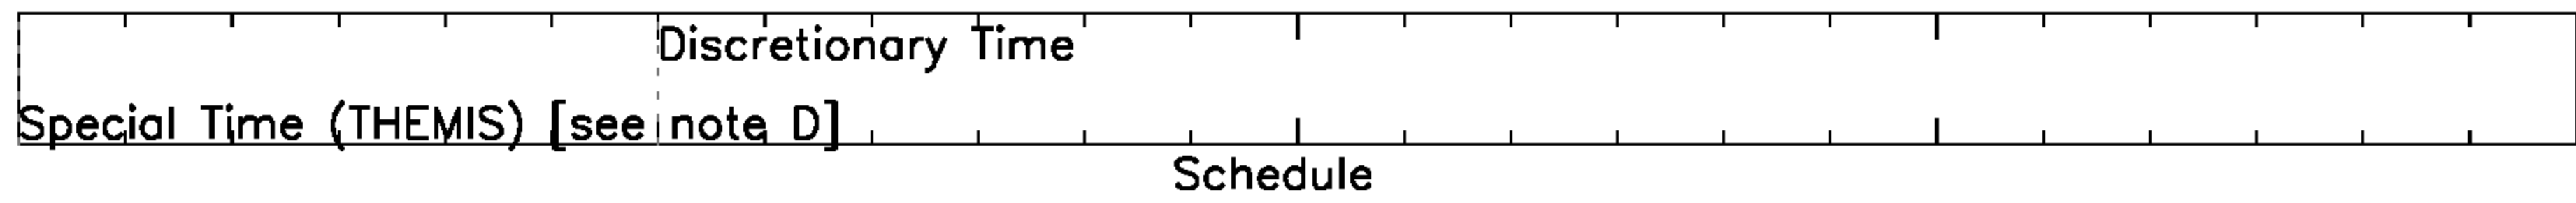 Discretionary Time
Special Time (THEMIS) [see note D]
Schedule